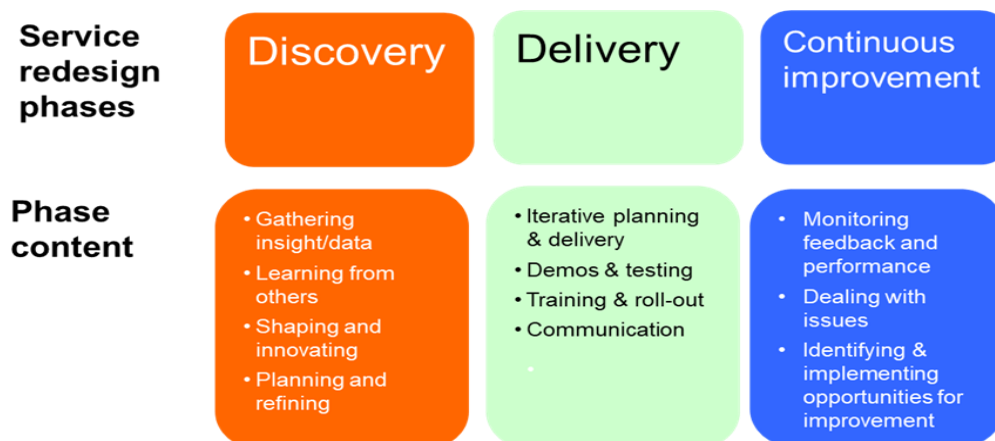 Service
redesign
phases
Discovery
Delivery
Continuous
improvement
Phase
content
• Gathering
insight/data
• Learning from
others
• Shaping and
innovating
• Planning and
refining
• Iterative planning
& delivery
• Demos & testing
• Training & roll-out
• Communication
•
• Monitoring
feedback and
performance
• Dealing with
issues
• Identifying &
implementing
opportunities for
improvement